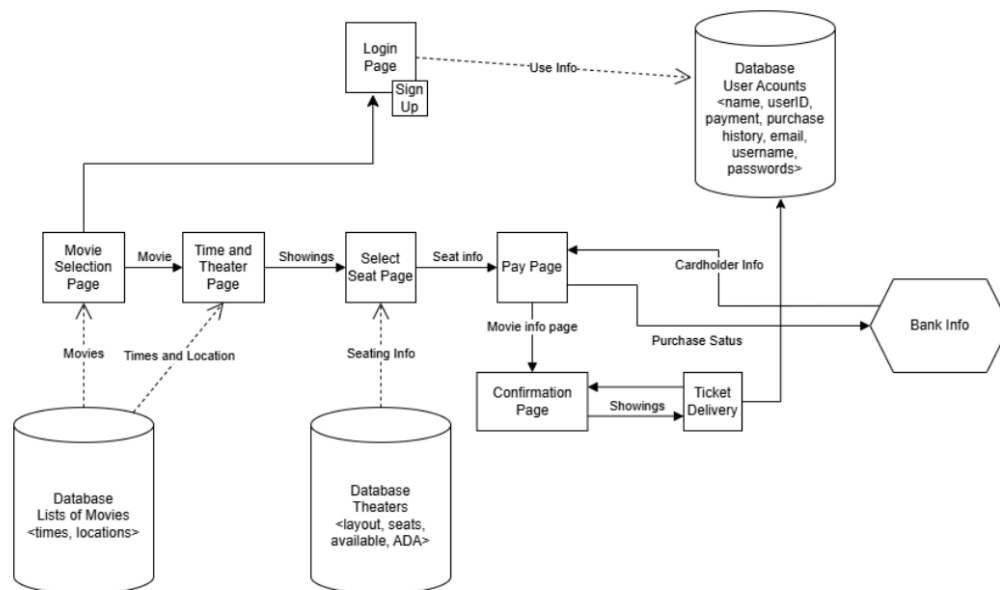 Login
Page
Sign
Up
Use Info
Database
User Acounts
<name, userID,
payment, purchase
history, email,
username,
passwords>
Movie
Selection
Page
Movie
Time and
Theater
Page
Showings
Select
Seat Page
Seat info
Pay Page
Cardholder Info
Bank Info
Movies
Times and Location
Seating Info
Movie info page
Purchase Satus
Confirmation
Page
Showings
Ticket
Delivery
Database
Lists of Movies
<times, locations>
Database
Theaters
<layout, seats,
available, ADA>